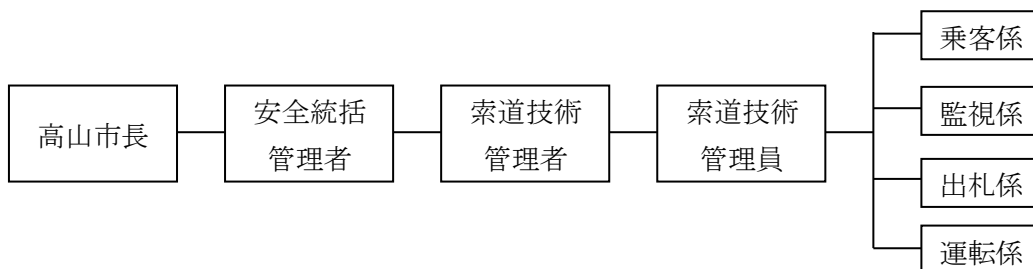 高山市長
安全統括
管理者
索道技術
管理者
索道技術
管理員
乗客係
監視係
出札係
運転係